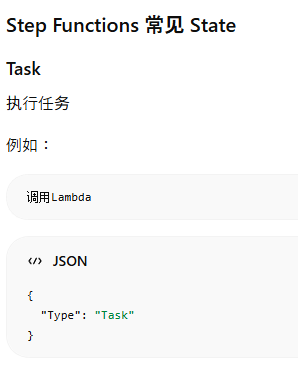 Step Functions 常见 State
Task
执行任务
例如：
调用Lambda
JSON
{
  "Type": "Task"
}